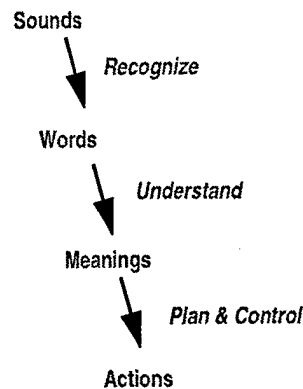 Sounds
Recognize
Words
Understand
Meanings
Plan & Control
Actions